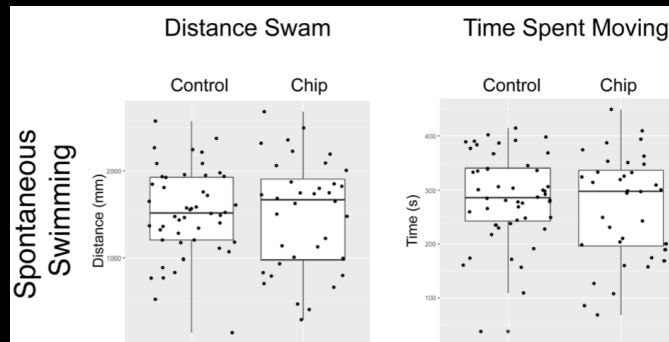 Distance Swam
Time Spent Moving
Control
Chip
Control
Chip
Spontaneous
Swimming
Distance (mm)
2000
1000
Time (s)
400
300
200
100